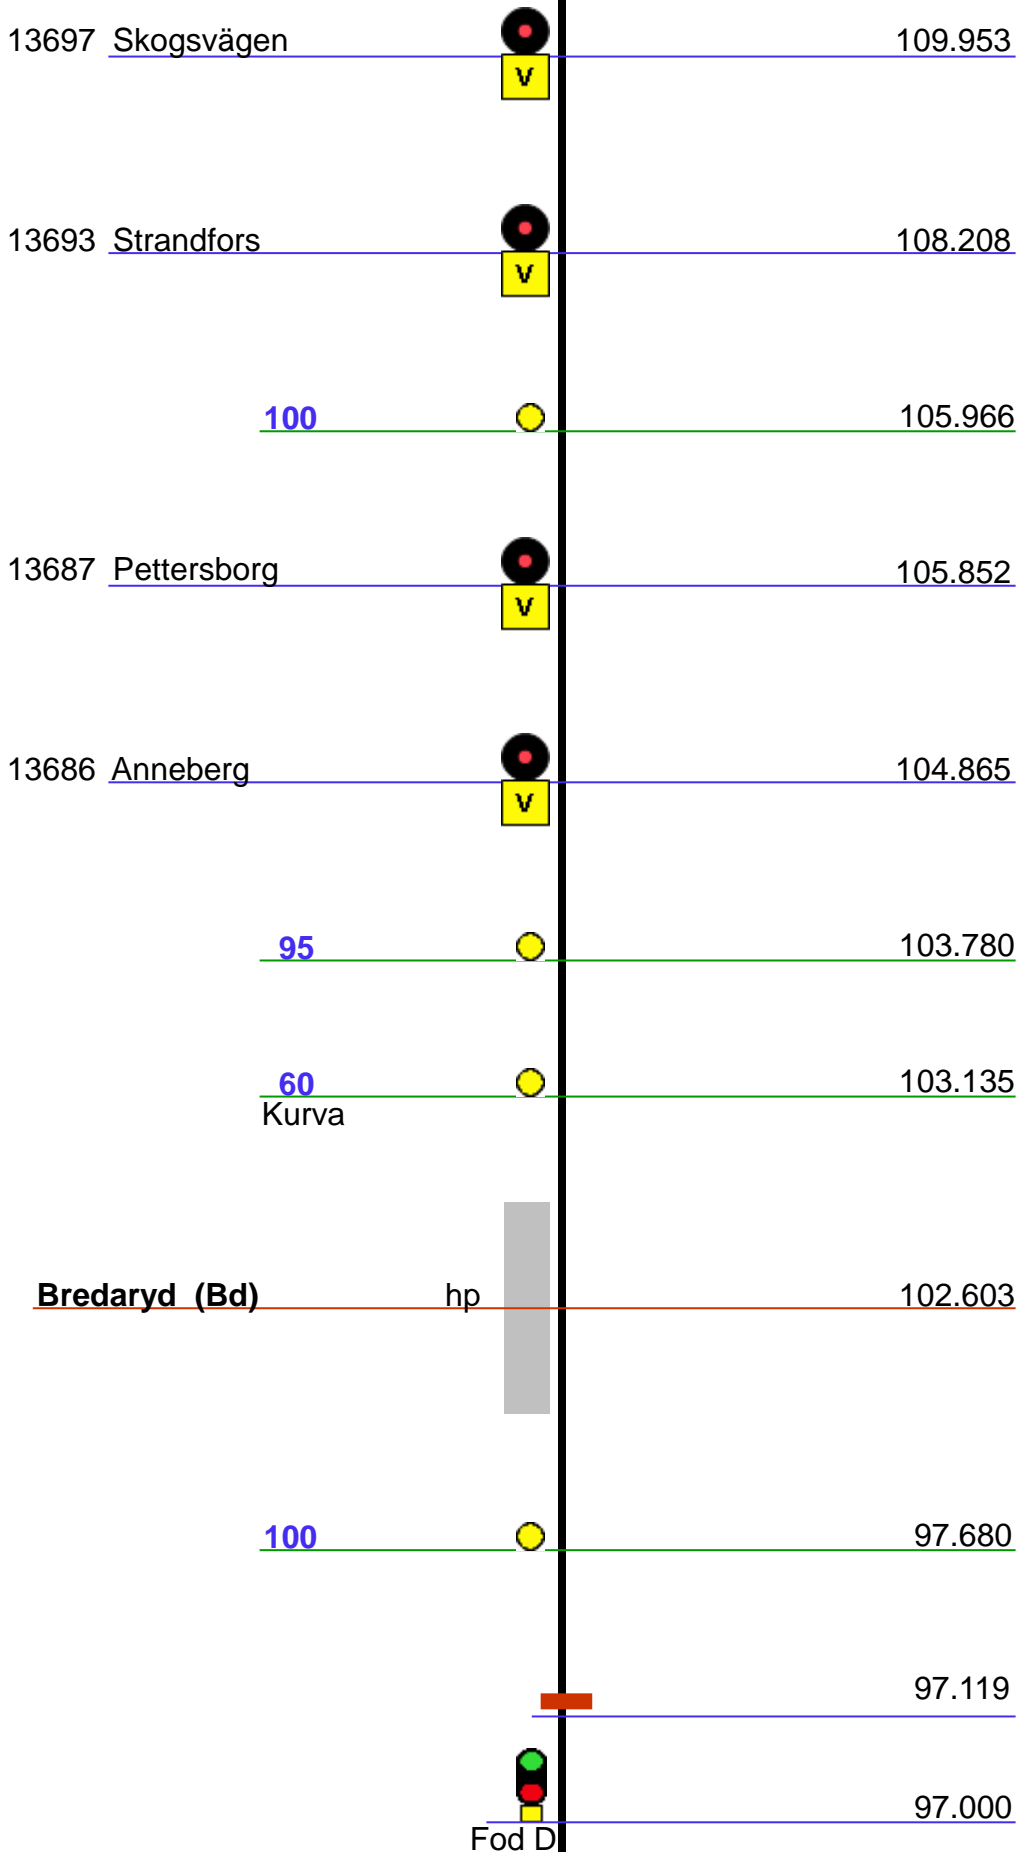 13697 Skogsvägen 109.953
V
13693 Strandfors 108.208
V
100 105.966
13687 Pettersborg 105.852
V
13686 Anneberg 104.865
V
95 103.780
60 103.135
Kurva
Bredaryd (Bd) hp 102.603
100 97.680
97.119
97.000
Fod D